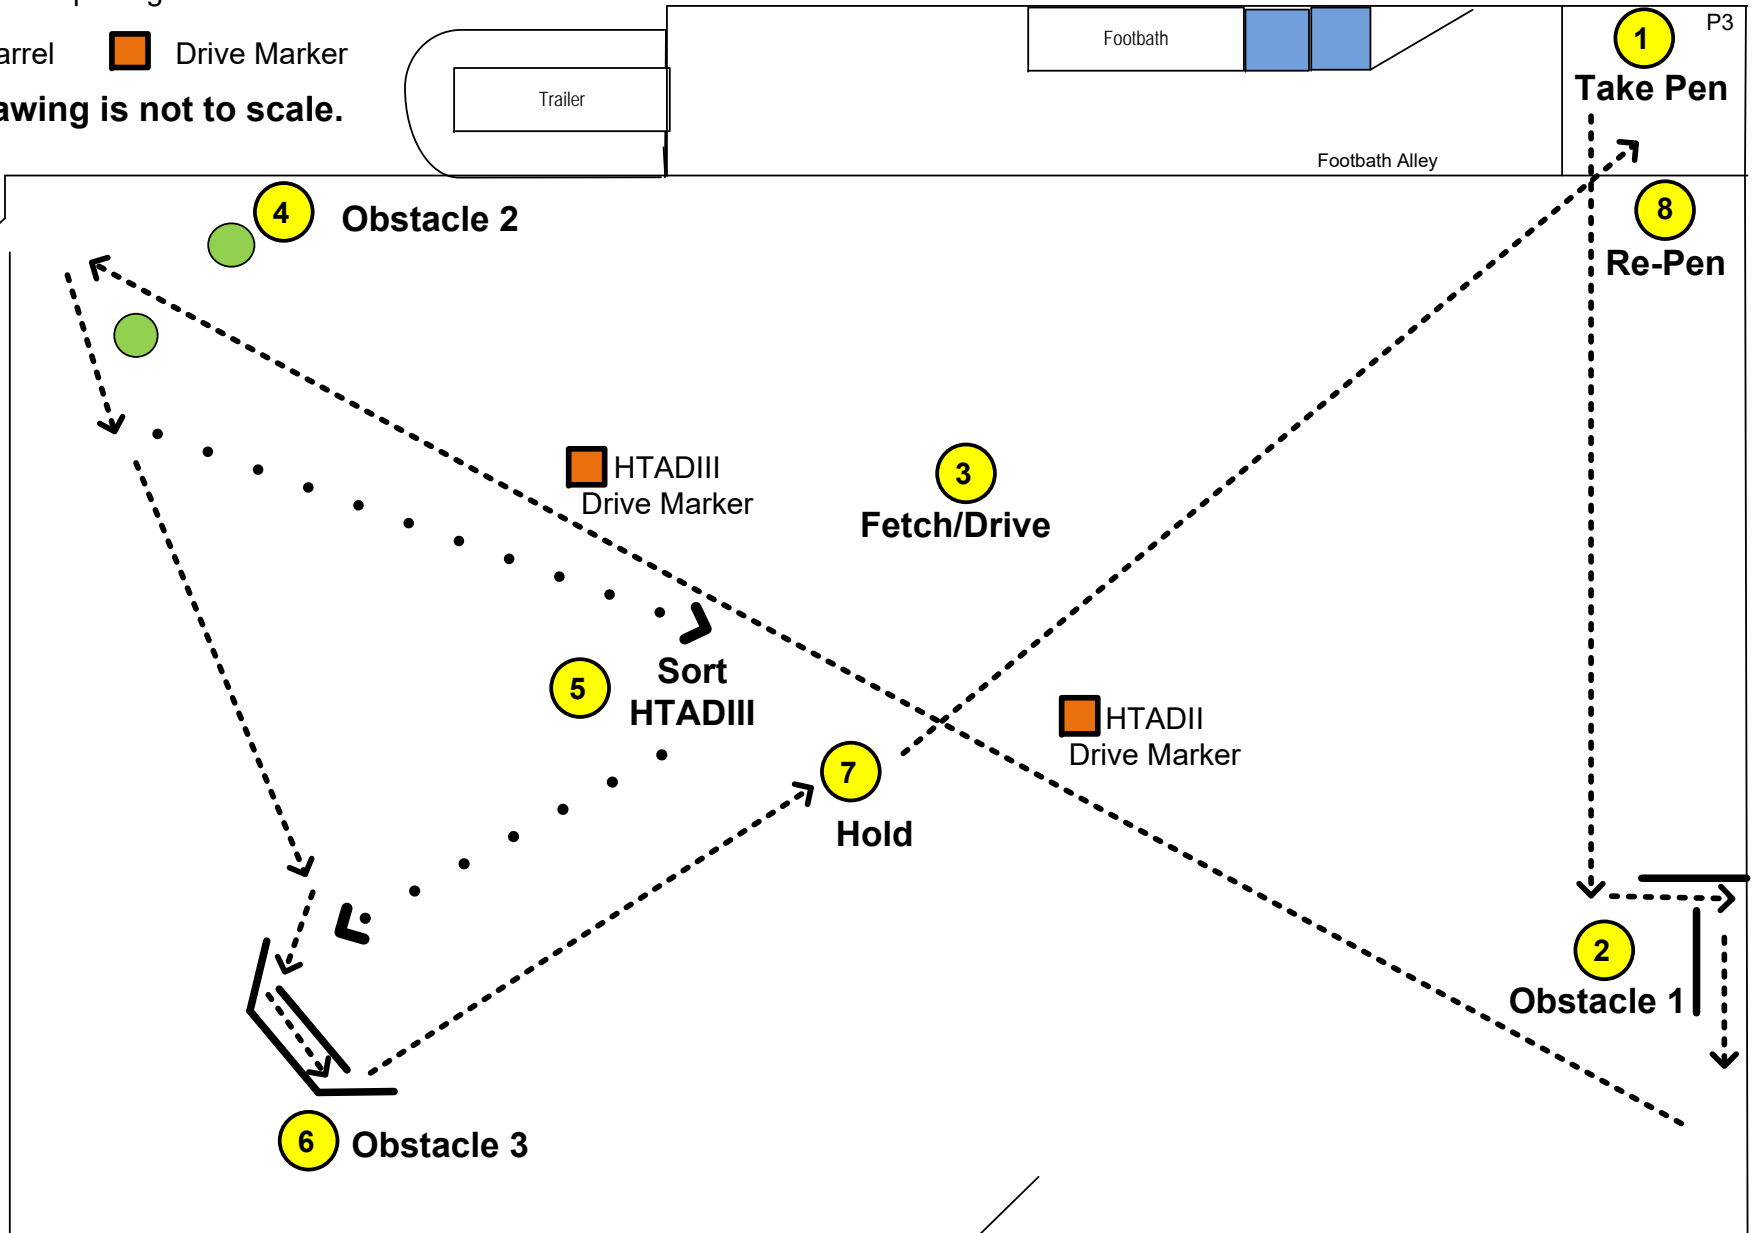 Drive Marker
awing is not to scale.
Trailer
Footbath
1
P3
Take Pen
Footbath Alley
4
Obstacle 2
8
Re-Pen
HTADIII
Drive Marker
3
Fetch/Drive
5
Sort
HTADIII
HTADII
Drive Marker
7
Hold
2
Obstacle 1
6
Obstacle 3